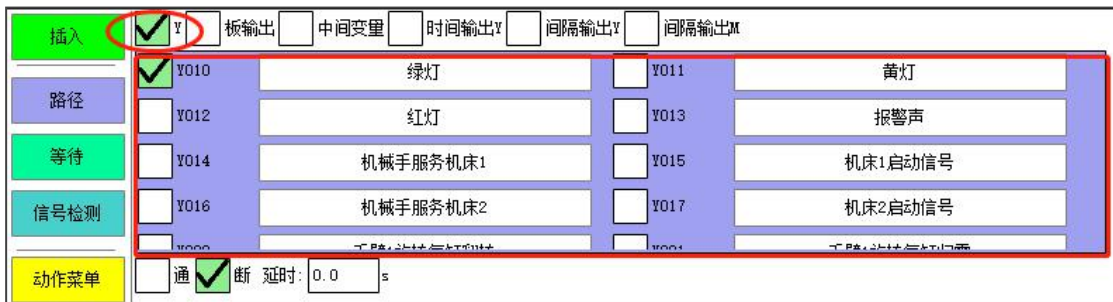 插入
Y 板输出 中间变量 时间输出Y 间隔输出Y 间隔输出M
Y010 绿灯 Y011 黄灯
路径
Y012 红灯 Y013 报警声
等待
Y014 机械手服务机床1 Y015 机床1启动信号
信号检测
Y016 机械手服务机床2 Y017 机床2启动信号
动作菜单
通 断 延时: 0.0 s